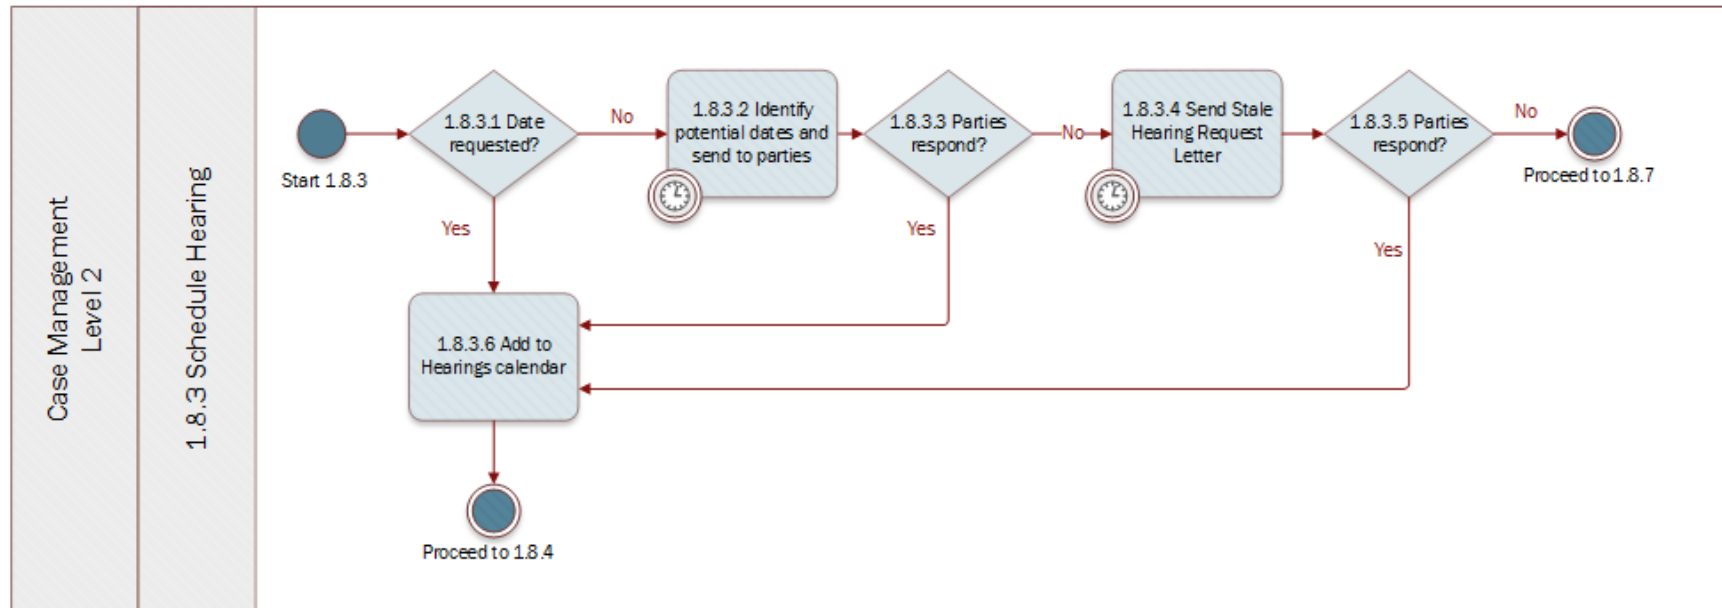 Case Management
Level 2
1.8.3 Schedule Hearing
Start 1.8.3
1.8.3.1 Date
requested?
No
Yes
1.8.3.2 Identify
potential dates and
send to parties
1.8.3.3 Parties
respond?
No
Yes
1.8.3.4 Send Stale
Hearing Request
Letter
1.8.3.5 Parties
respond?
No
Yes
Proceed to 1.8.7
1.8.3.6 Add to
Hearings calendar
Proceed to 1.8.4